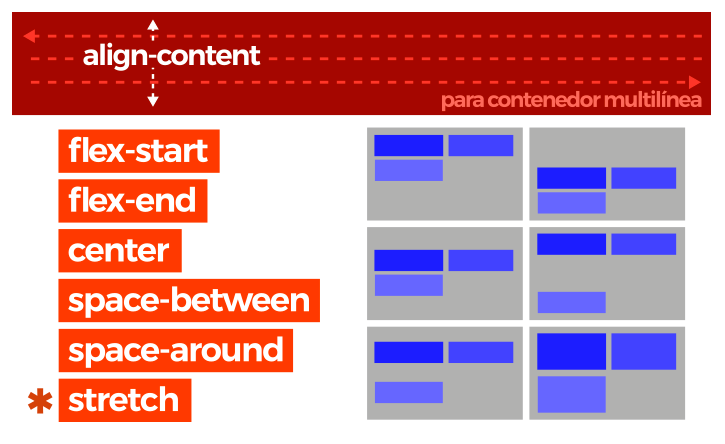 align-content
para contenedor multilínea
flex-start
flex-end
center
space-between
space-around
* stretch